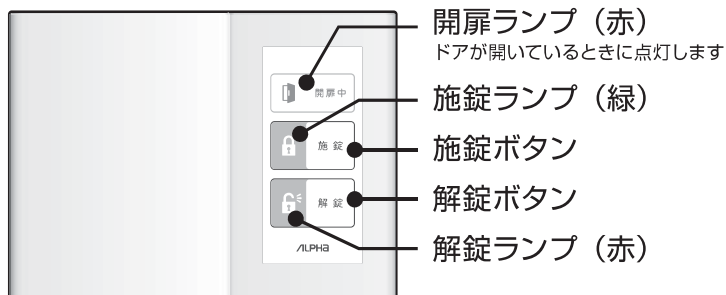 開扉ランプ（赤）
ドアが開いているときに点灯します
開扉中
施錠ランプ（緑）
施錠
施錠ボタン
解錠
解錠ボタン
解錠ランプ（赤）
ALPHA